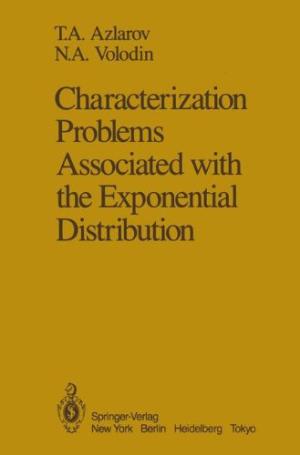 T.A. Azlarov
N.A. Volodin
Characterization
Problems
Associated with
the Exponential
Distribution
Springer-Verlag
New York Berlin Heidelberg Tokyo